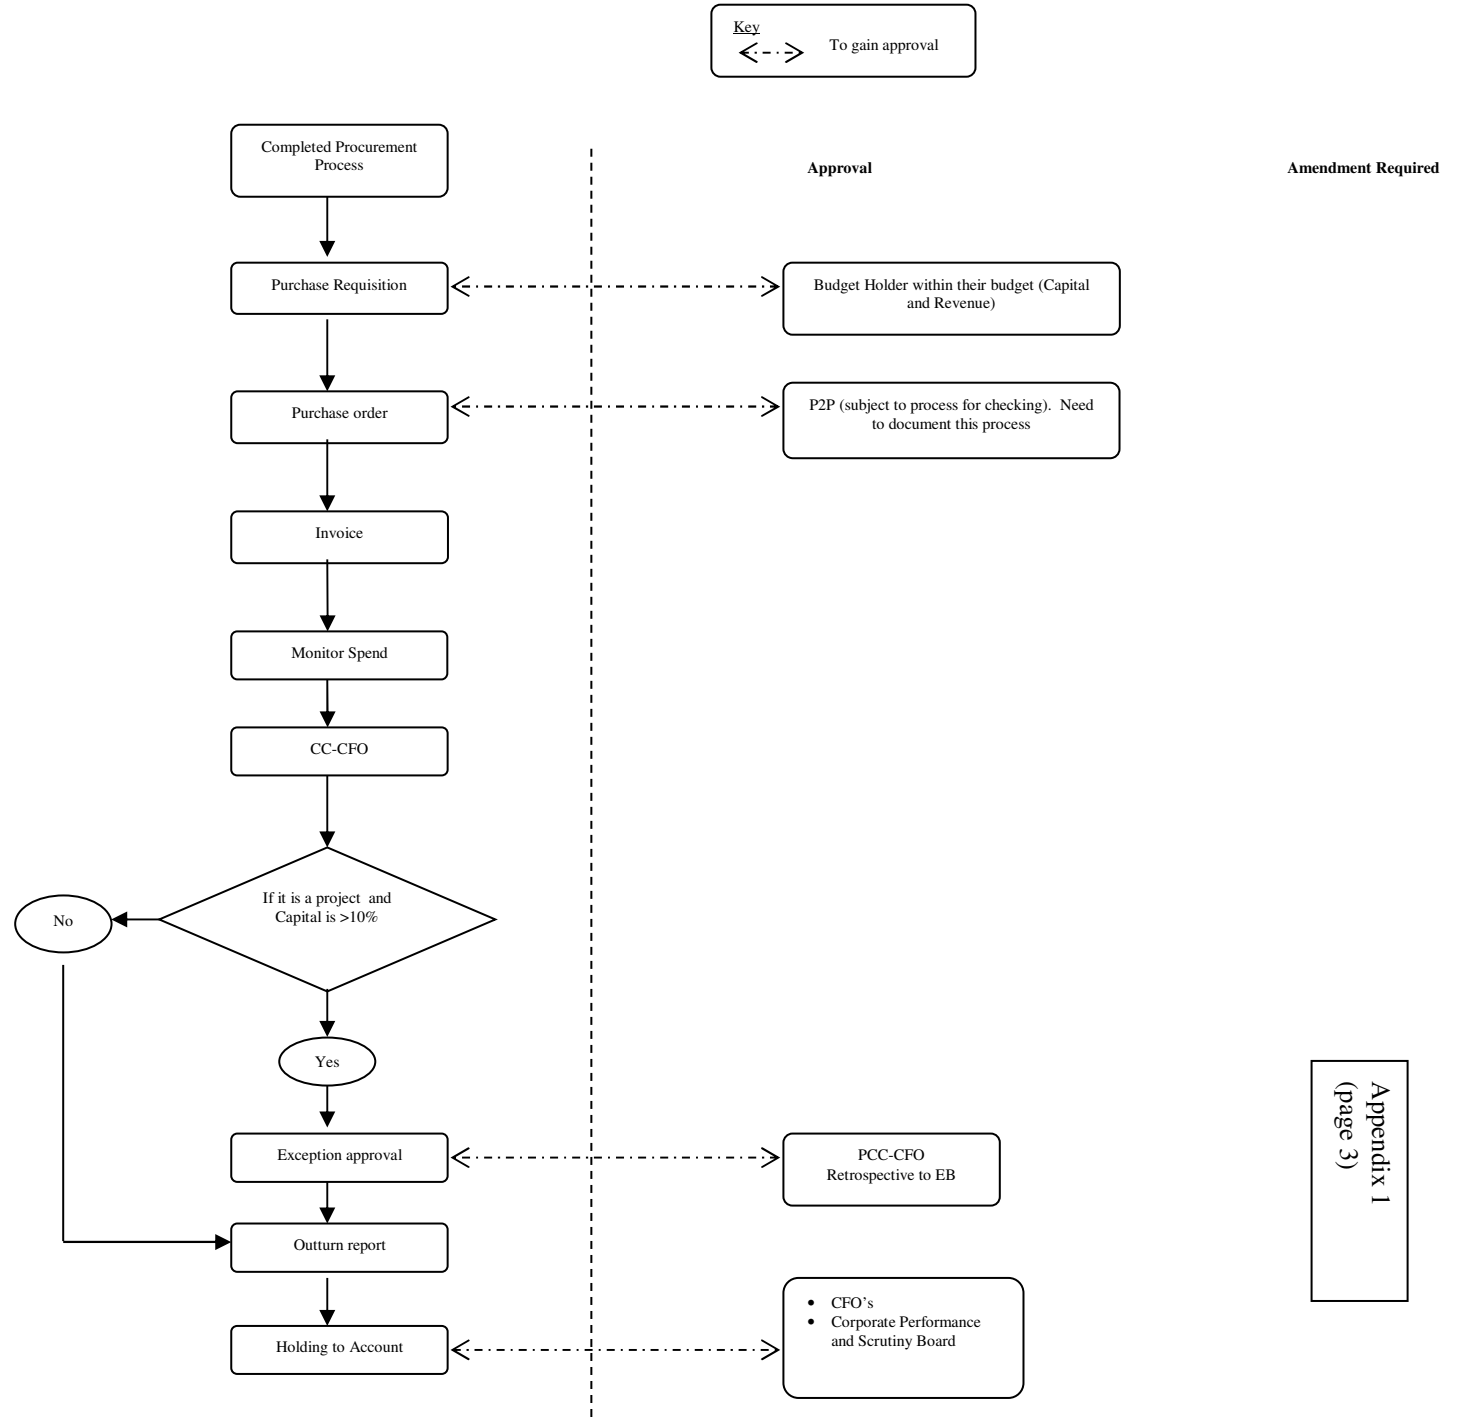 Key
To gain approval
Completed Procurement
Process
Approval
Amendment Required
Purchase Requisition
Budget Holder within their budget (Capital
and Revenue)
Purchase order
P2P (subject to process for checking).  Need
to document this process
Invoice
Monitor Spend
CC-CFO
If it is a project  and
Capital is >10%
No
Yes
Exception approval
PCC-CFO
Retrospective to EB
Outturn report
• CFO’s
• Corporate Performance
and Scrutiny Board
Holding to Account
Appendix 1
(page 3)